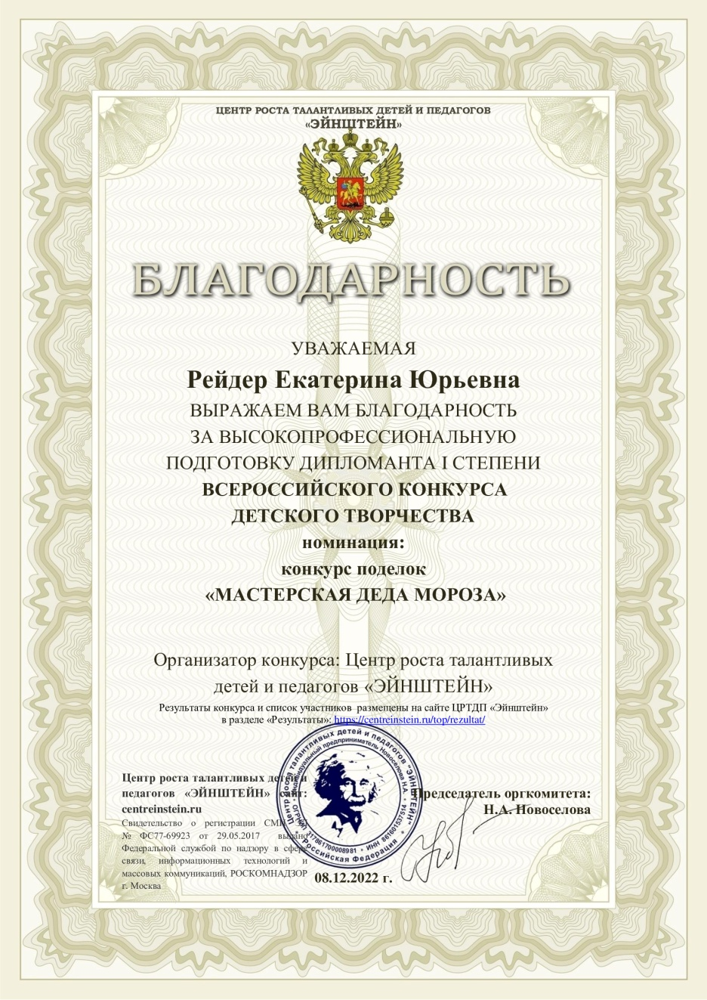 ЦЕНТР РОСТА ТАЛАНТЛИВЫХ ДЕТЕЙ И ПЕДАГОГОВ
«ЭЙНШТЕЙН»
БЛАГОДАРНОСТЬ
УВАЖАЕМАЯ
Рейдер Екатерина Юрьевна
ВЫРАЖАЕМ ВАМ БЛАГОДАРНОСТЬ
ЗА ВЫСОКОПРОФЕССИОНАЛЬНУЮ
ПОДГОТОВКУ ДИПЛОМАНТА I СТЕПЕНИ
ВСЕРОССИЙСКОГО КОНКУРСА
ДЕТСКОГО ТВОРЧЕСТВА
номинация:
конкурс поделок
«МАСТЕРСКАЯ ДЕДА МОРОЗА»
Организатор конкурса: Центр роста талантливых
детей и педагогов «ЭЙНШТЕЙН»
Результаты конкурса и список участников размещены на сайте ЦРТДП «Эйнштейн»
в разделе «Результаты»: https://centreinstein.ru/top/rezultat/
Центр роста талантливых детей и педагогов "ЭЙНШТЕЙН"
Индивидуальный предприниматель Новоселова Н.А.
ОГРНИП 317861700008981 * ИНН 861601537514
Российская Федерация
Центр роста талантливых детей и
педагогов «ЭЙНШТЕЙН» сайт:
centreinstein.ru
Свидетельство о регистрации СМИ
№ ФС77-69923 от 29.05.2017 выдано
Федеральной службой по надзору в сфере
связи, информационных технологий и
массовых коммуникаций, РОСКОМНАДЗОР
г. Москва
Председатель оргкомитета:
Н.А. Новоселова
08.12.2022 г.